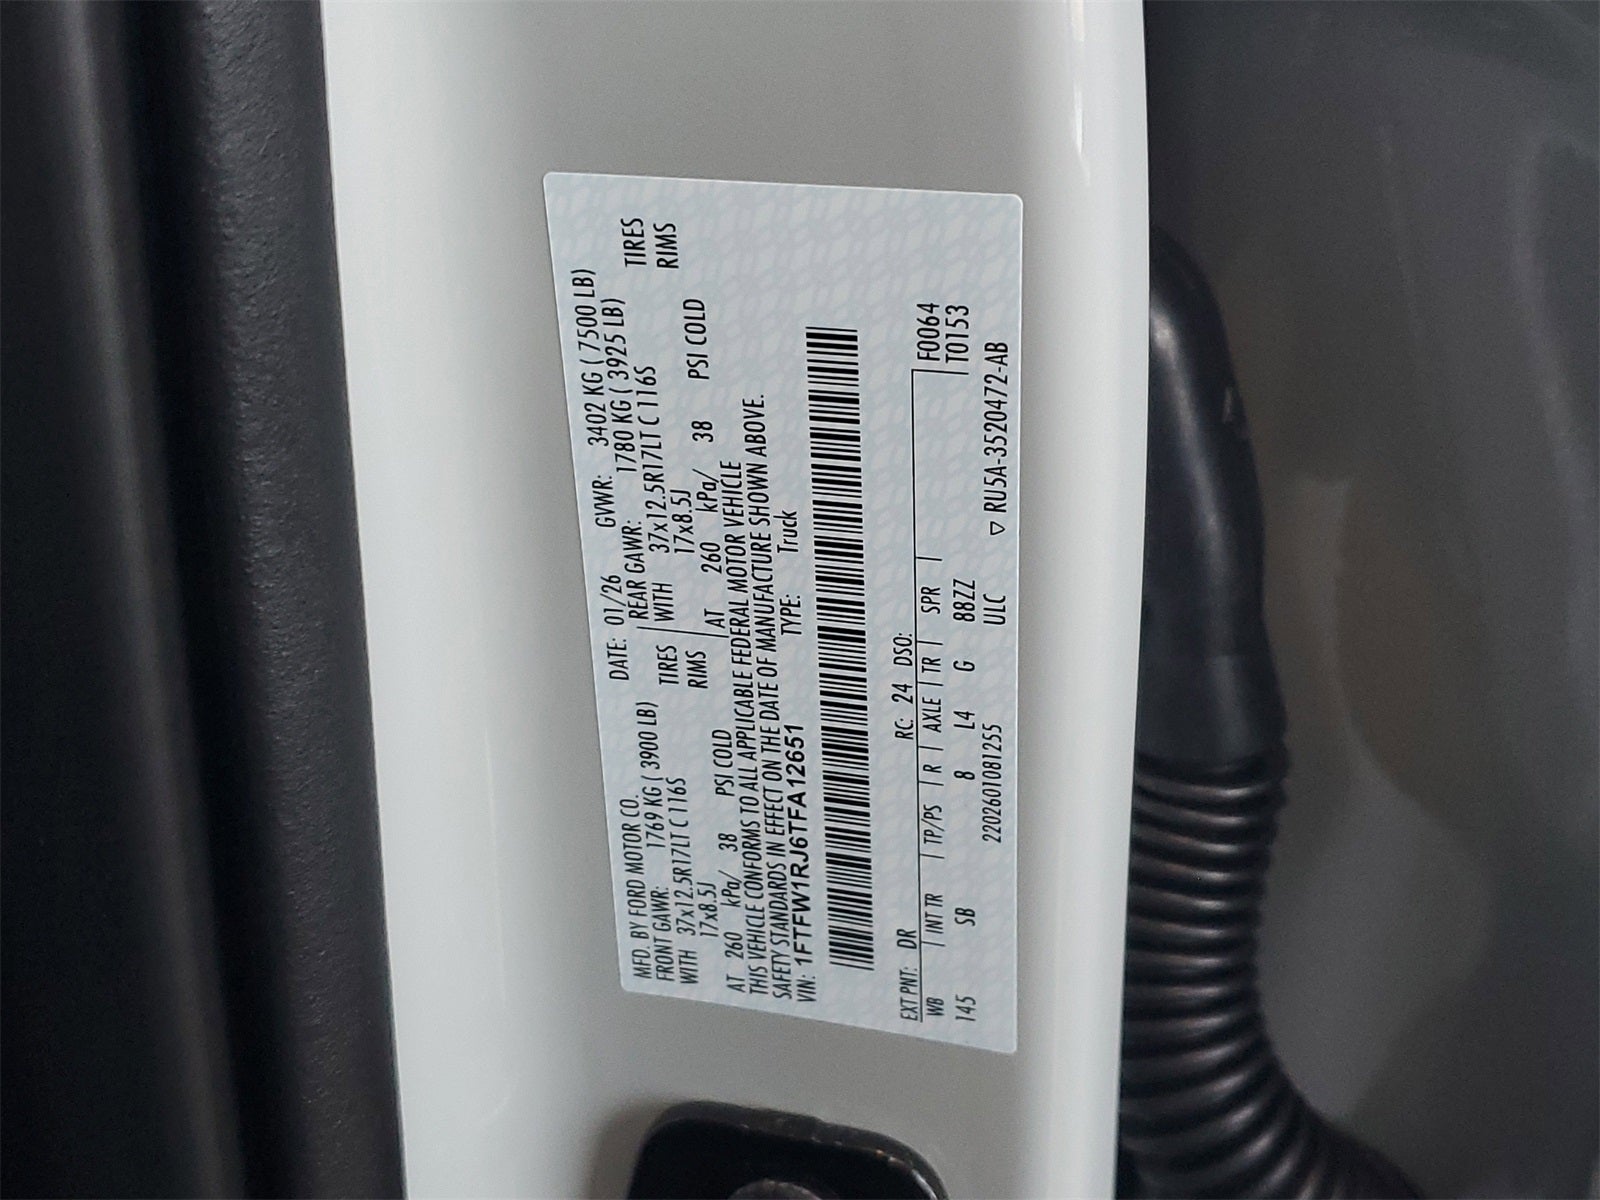 MFD. BY FORD MOTOR CO. DATE: 01/26 GVWR: 3402 KG ( 7500 LB)
FRONT GAWR: 1769 KG ( 3900 LB) REAR GAWR: 1780 KG ( 3925 LB)
WITH 37x12.5R17LT C 116S TIRES WITH 37x12.5R17LT C 116S TIRES
17x8.5J RIMS 17x8.5J RIMS
AT 260 kPa/ 38 PSI COLD AT 260 kPa/ 38 PSI COLD
THIS VEHICLE CONFORMS TO ALL APPLICABLE FEDERAL MOTOR VEHICLE
SAFETY STANDARDS IN EFFECT ON THE DATE OF MANUFACTURE SHOWN ABOVE.
VIN: 1FTFW1RJ6TFA12651 TYPE: Truck
EXT PNT: DR RC: 24 DSO: F0064
WB | INT TR | TP/PS | R | AXLE | TR | SPR | T0153
145 SB 8 L4 G 88ZZ
220260108125​5 ULC ▽ RU5A-3520472-AB